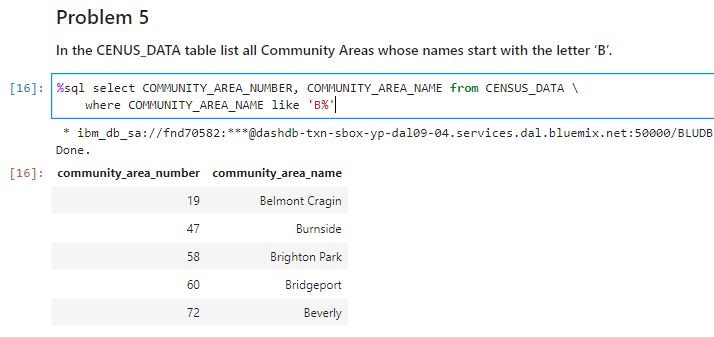 Problem 5
In the CENUS_DATA table list all Community Areas whose names start with the letter ‘B’.
[16]: %sql select COMMUNITY_AREA_NUMBER, COMMUNITY_AREA_NAME from CENSUS_DATA \
where COMMUNITY_AREA_NAME like 'B%'
* ibm_db_sa://fnd70582:***@dashdb-txn-sbox-yp-dal09-04.services.dal.bluemix.net:50000/BLUDB
Done.
[16]: community_area_number community_area_name
19 Belmont Cragin
47 Burnside
58 Brighton Park
60 Bridgeport
72 Beverly